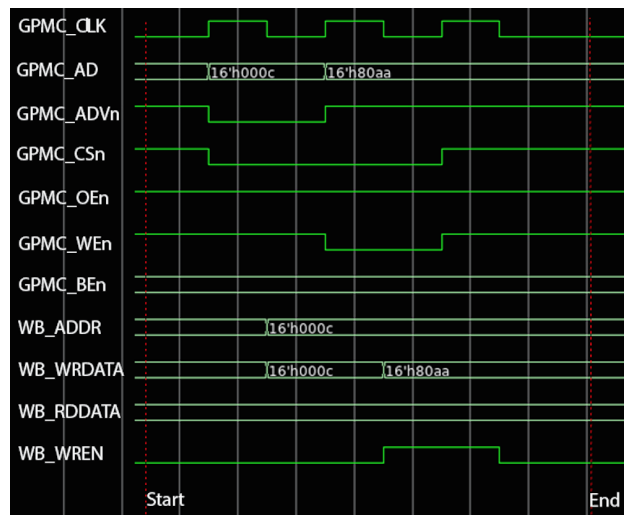 GPMC_CLK
GPMC_AD 16'h000c 16'h80aa
GPMC_ADVn
GPMC_CSn
GPMC_OEn
GPMC_WEn
GPMC_BEn
WB_ADDR 16'h000c
WB_WRDATA 16'h000c 16'h80aa
WB_RDDATA
WB_WREN
Start End